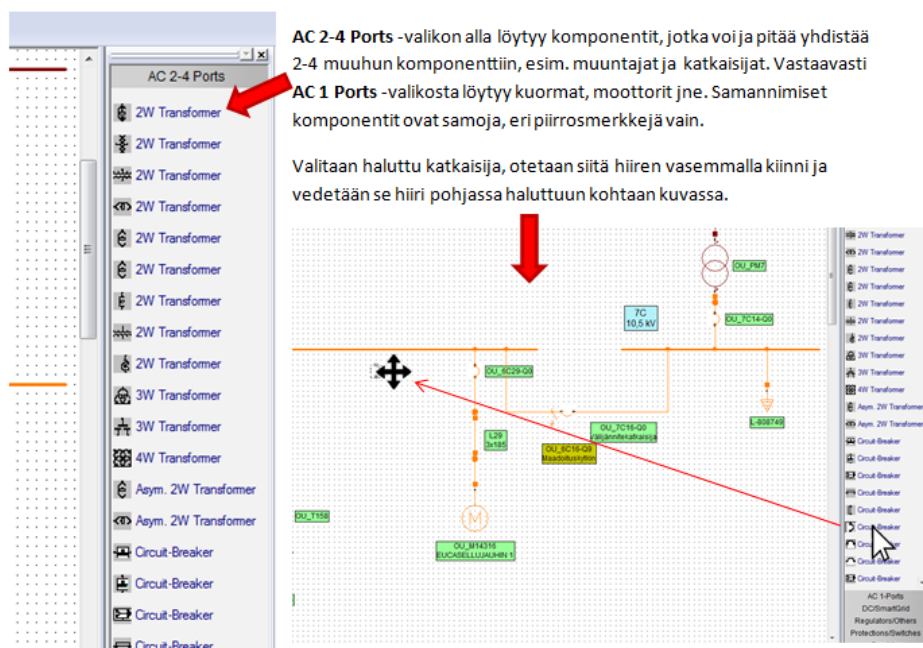 AC 2-4 Ports -valikon alla löytyy komponentit, jotka voi ja pitää yhdistää
2-4 muuhun komponenttiin, esim. muuntajat ja katkaisijat. Vastaavasti
AC 1 Ports -valikosta löytyy kuormat, moottorit jne. Samannimiset
komponentit ovat samoja, eri piirrosmerkkejä vain.
Valitaan haluttu katkaisija, otetaan siitä hiiren vasemmalla kiinni ja
vedetään se hiiri pohjassa haluttuun kohtaan kuvassa.
AC 2-4 Ports
2W Transformer
2W Transformer
2W Transformer
2W Transformer
2W Transformer
2W Transformer
2W Transformer
2W Transformer
2W Transformer
3W Transformer
3W Transformer
4W Transformer
Asym. 2W Transformer
Asym. 2W Transformer
Circuit-Breaker
Circuit-Breaker
Circuit-Breaker
Circuit-Breaker
OU_PM7
7C
10,5 kV
OU_7C14-Q0
OU_6C29-Q0
L29
3x185
OU_7C16-Q0
Välijännitekatkaisija
OU_6C16-Q9
L-808749
OU_T158
M
OU_M14316
EUCASELLUJAUHIN 1
2W Transformer
2W Transformer
2W Transformer
2W Transformer
2W Transformer
2W Transformer
2W Transformer
3W Transformer
3W Transformer
4W Transformer
Asym. 2W Transformer
Asym. 2W Transformer
Circuit-Breaker
Circuit-Breaker
Circuit-Breaker
Circuit-Breaker
Circuit-Breaker
Circuit-Breaker
Circuit-Breaker
Circuit-Breaker
AC 1-Ports
DC/SmartGrid
Regulators/Others
Protections/Switches